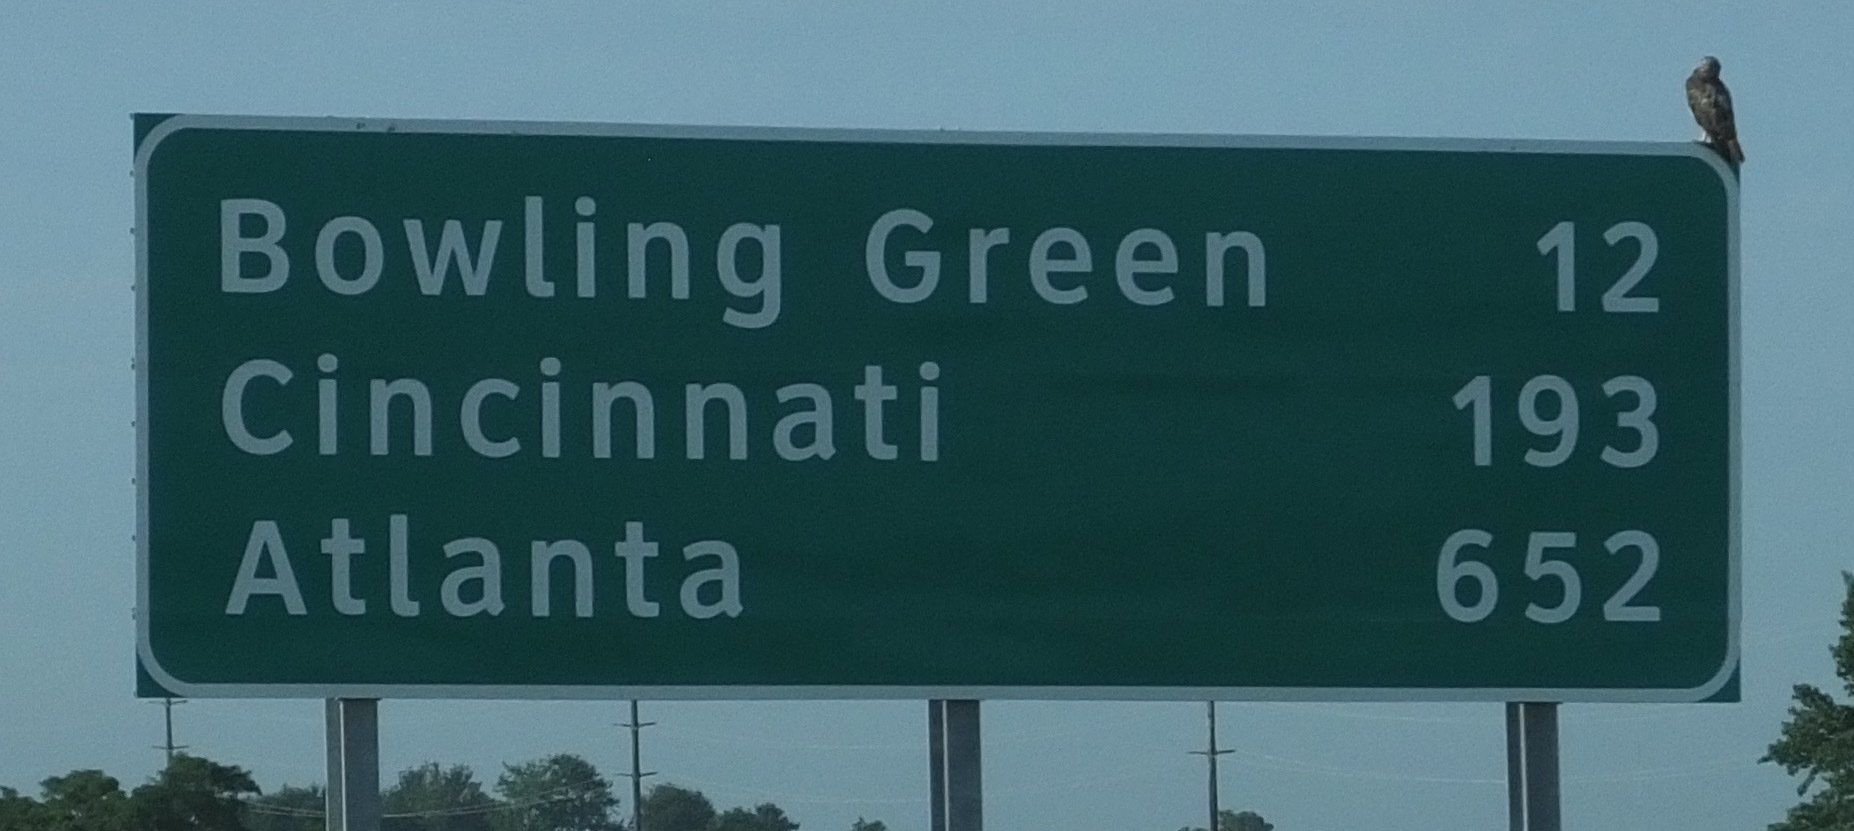 Bowling Green 12
Cincinnati 193
Atlanta 652